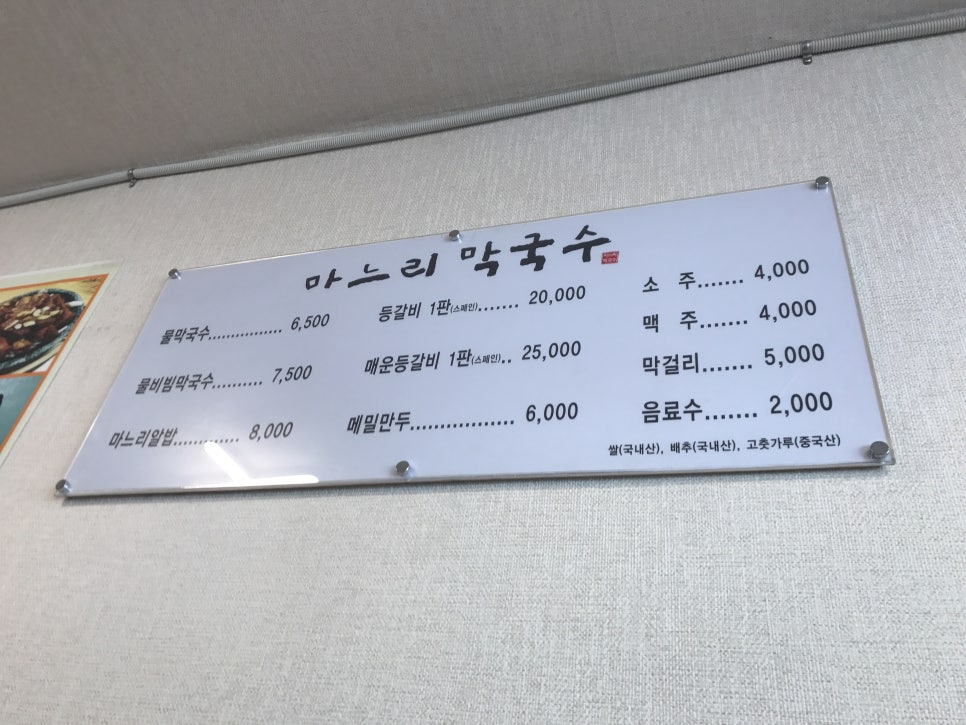 마느리 막국수
물막국수............... 6,500
물비빔막국수.......... 7,500
마느리알밥............. 8,000
등갈비 1판(스페인)....... 20,000
매운등갈비 1판(스페인).. 25,000
메밀만두................. 6,000
소 주....... 4,000
맥 주....... 4,000
막걸리....... 5,000
음료수....... 2,000
쌀(국내산), 배추(국내산), 고춧가루(중국산)